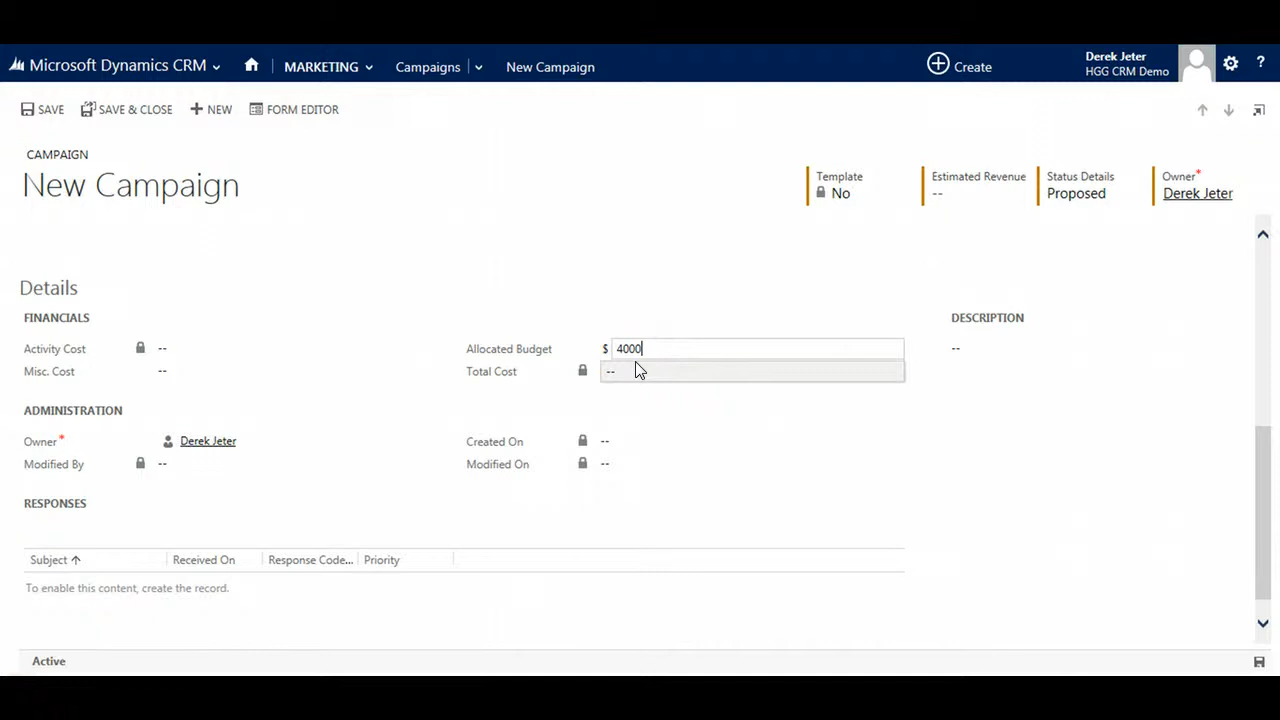 Microsoft Dynamics CRM MARKETING Campaigns New Campaign Create Derek Jeter ?
HGG CRM Demo
SAVE SAVE & CLOSE NEW FORM EDITOR
CAMPAIGN
New Campaign
Template Estimated Revenue Status Details Owner*
No -- Proposed Derek Jeter
Details
FINANCIALS DESCRIPTION
Activity Cost -- Allocated Budget $ 4000 --
Misc. Cost -- Total Cost --
ADMINISTRATION
Owner* Derek Jeter Created On --
Modified By -- Modified On --
RESPONSES
Subject Received On Response Code... Priority
To enable this content, create the record.
Active